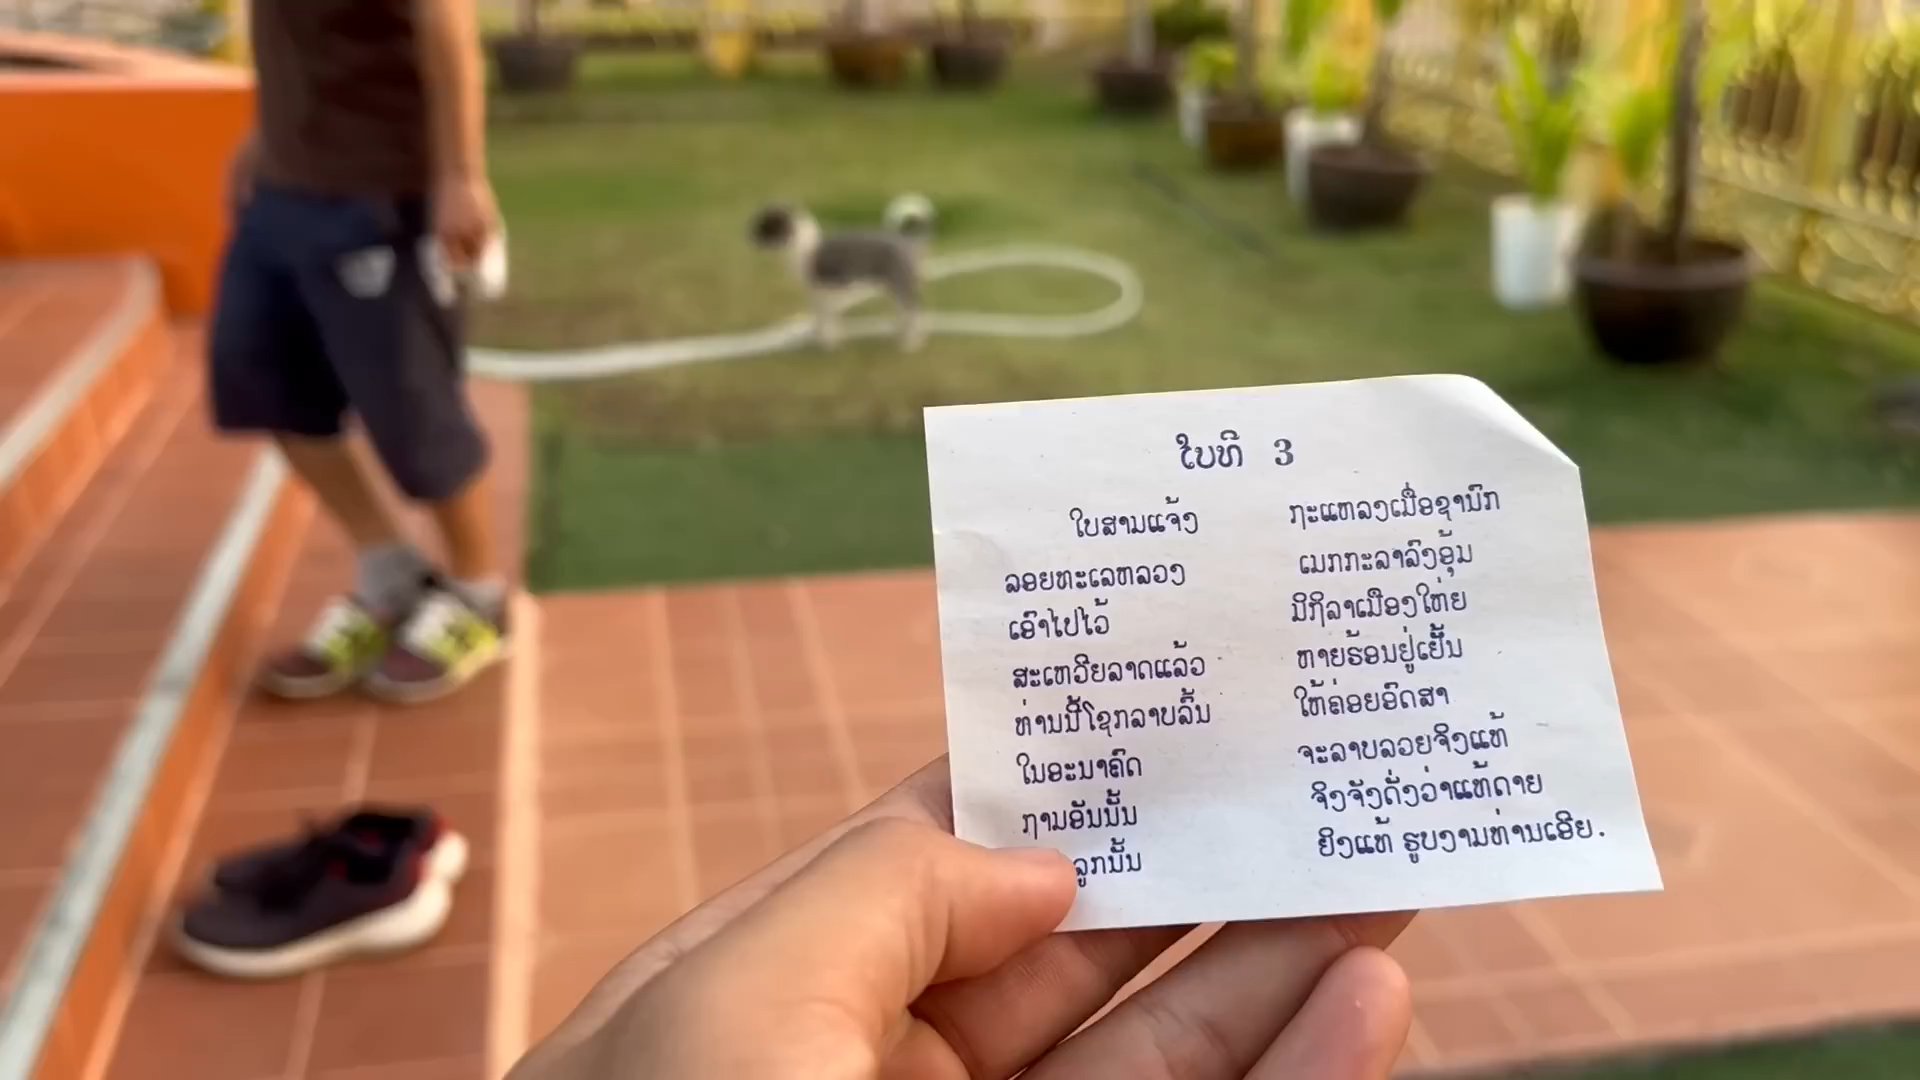 ໃບທີ 3
ໃບສາມແຈ້ງ ກະແຫລງເມື່ອຊານົກ
ລອຍທະເລຫລວງ ເມກກະລາລົງອຸ້ມ
ເອົາໄປໄວ້ ມິຖິລາເມືອງໃຫ່ຍ
ສະເຫວີຍລາດແລ້ວ ຫາຍຮ້ອນຢູ່ເຢັ້ນ
ທ່ານນີ້ໂຊກລາບລົ້ນ ໃຫ້ຄ່ອຍອົດສາ
ໃນອະນາຄົດ ຈະລາບລວຍຈິງແທ້
ຖາມອັນນັ້ນ ຈິງຈັງດັ່ງວ່າແທ້ດາຍ
ລູກນັ້ນ ຍິງແທ້ ຮູບງາມທ່ານເອີຍ.